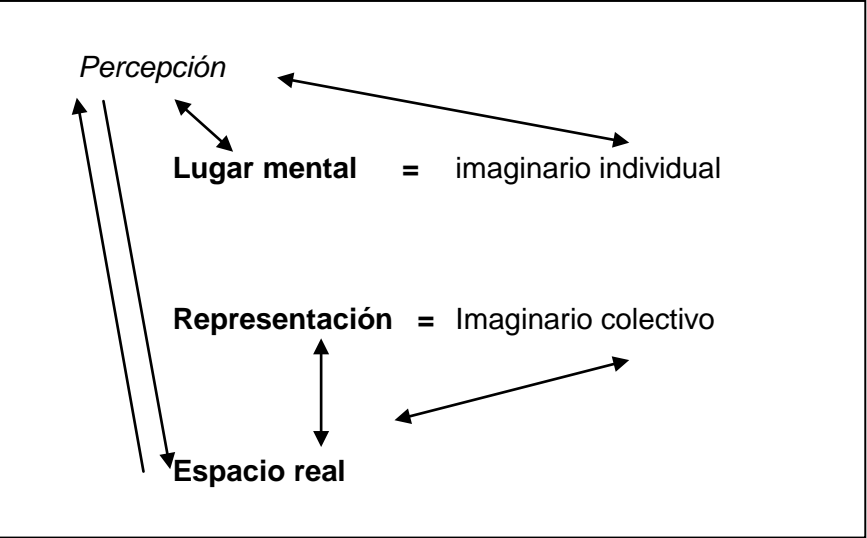 Percepción
Lugar mental = imaginario individual
Representación = Imaginario colectivo
Espacio real